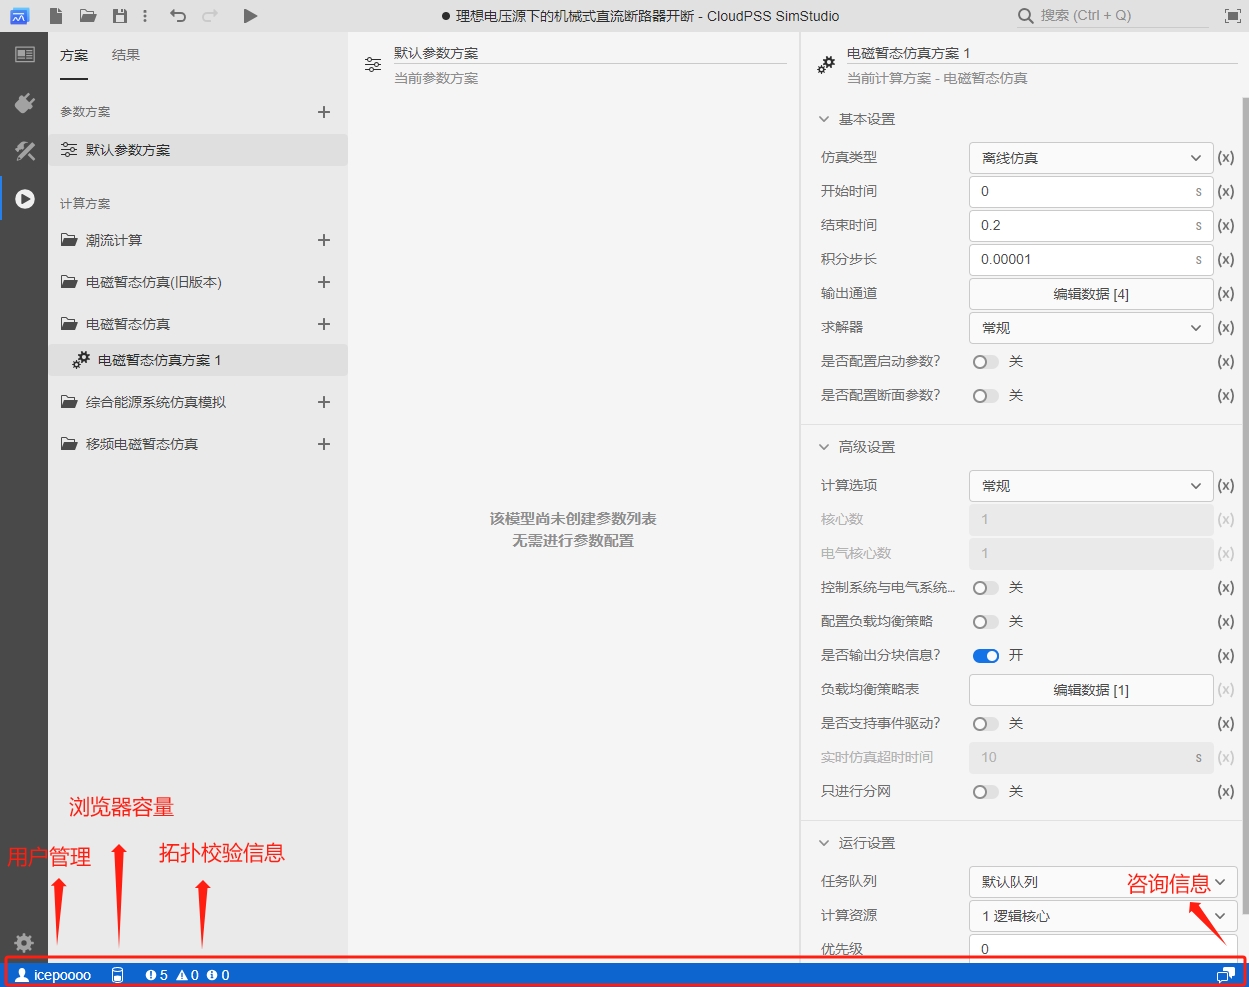 理想电压源下的机械式直流断路器开断 - CloudPSS SimStudio
搜索 (Ctrl + Q)
方案
结果
参数方案
默认参数方案
计算方案
潮流计算
电磁暂态仿真(旧版本)
电磁暂态仿真
电磁暂态仿真方案 1
综合能源系统仿真模拟
移频电磁暂态仿真
浏览器容量
用户管理
拓扑校验信息
默认参数方案
当前参数方案
该模型尚未创建参数列表
无需进行参数配置
电磁暂态仿真方案 1
当前计算方案 - 电磁暂态仿真
基本设置
仿真类型 离线仿真 (x)
开始时间 0 s (x)
结束时间 0.2 s (x)
积分步长 0.00001 s (x)
输出通道 编辑数据 [4] (x)
求解器 常规 (x)
是否配置启动参数? 关 (x)
是否配置断面参数? 关 (x)
高级设置
计算选项 常规 (x)
核心数 1 (x)
电气核心数 1 (x)
控制系统与电气系统... 关 (x)
配置负载均衡策略 关 (x)
是否输出分块信息? 开 (x)
负载均衡策略表 编辑数据 [1] (x)
是否支持事件驱动? 关 (x)
实时仿真超时时间 10 s (x)
只进行分网 关 (x)
运行设置
任务队列 默认队列
咨询信息
计算资源 1 逻辑核心
优先级 0
icepoooo 5 0 0